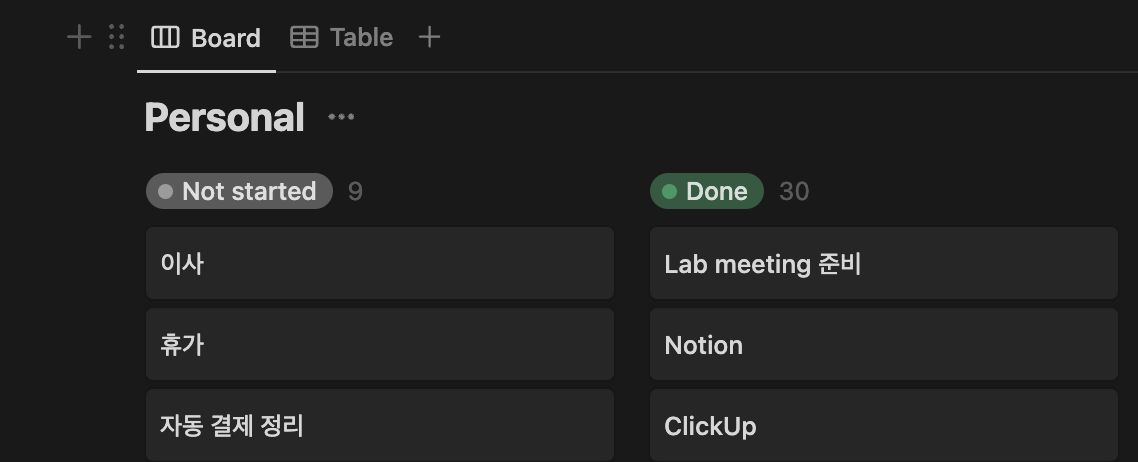 Board Table
Personal
Not started 9
Done 30
이사
Lab meeting 준비
휴가
Notion
자동 결제 정리
ClickUp